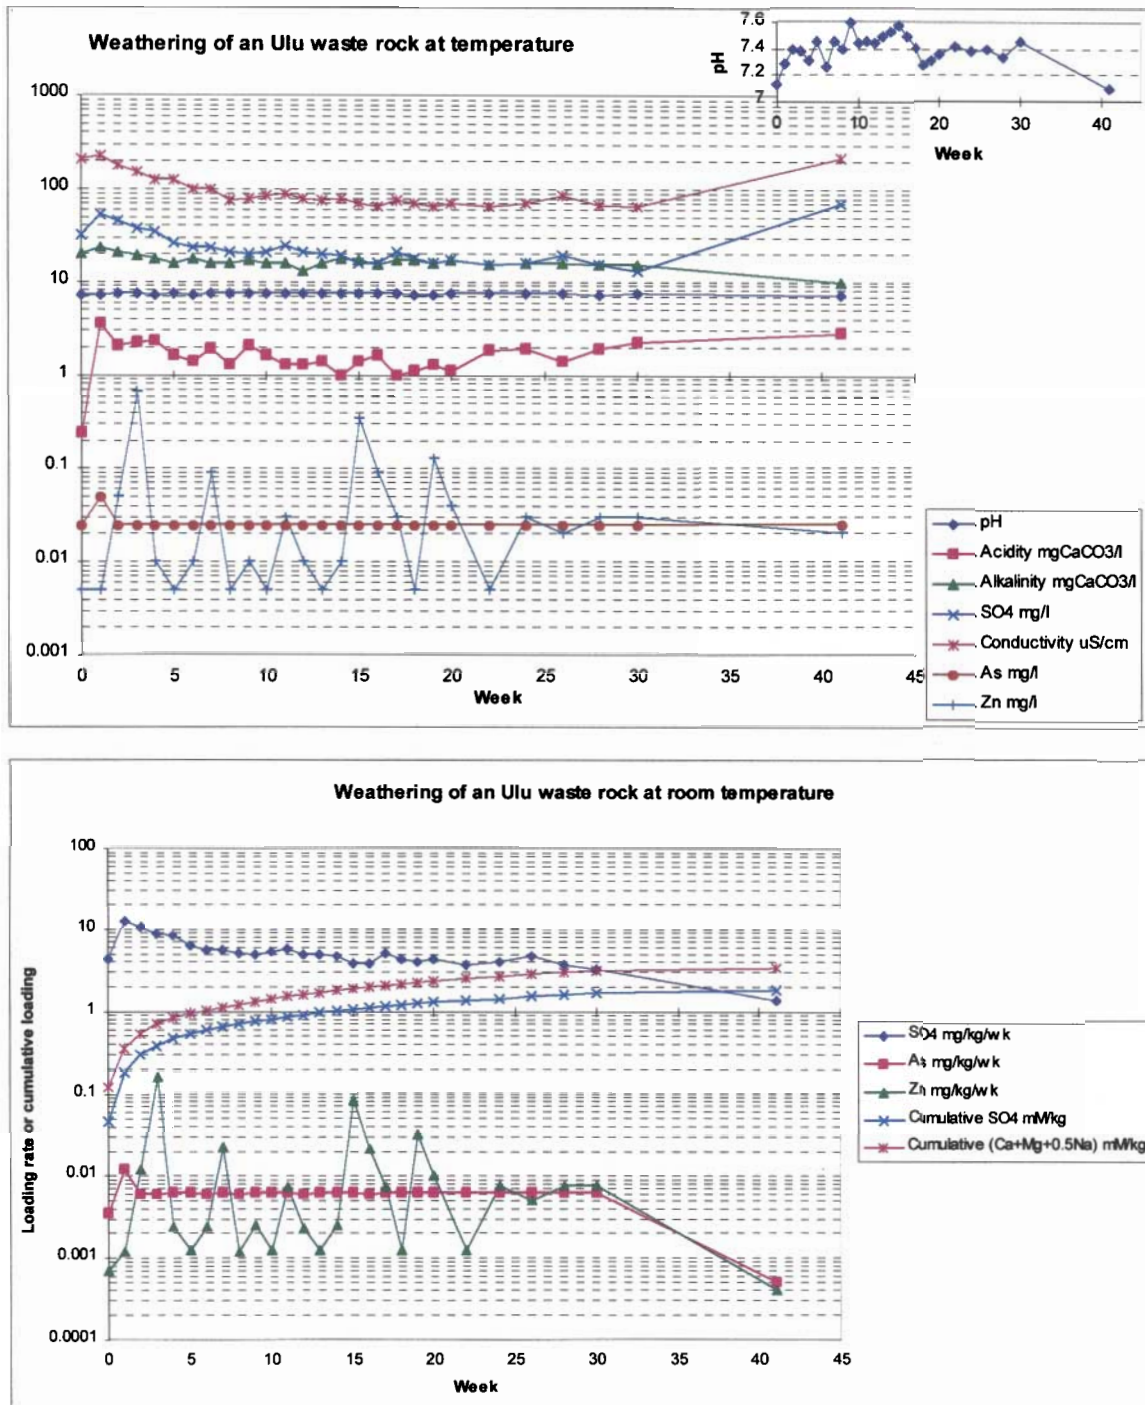 Weathering of an Ulu waste rock at temperature
pH
7.6
7.4
7.2
7
0 10 20 30 40
Week
1000
100
10
1
0.1
0.01
0.001
0 5 10 15 20 25 30 35 40 45
Week
pH
Acidity mgCaCO3/l
Alkalinity mgCaCO3/l
SO4 mg/l
Conductivity uS/cm
As mg/l
Zn mg/l
Weathering of an Ulu waste rock at room temperature
Loading rate or cumulative loading
100
10
1
0.1
0.01
0.001
0.0001
0 5 10 15 20 25 30 35 40 45
Week
SO4 mg/kg/wk
As mg/kg/wk
Zn mg/kg/wk
Cumulative SO4 mM/kg
Cumulative (Ca+Mg+0.5Na) mM/kg